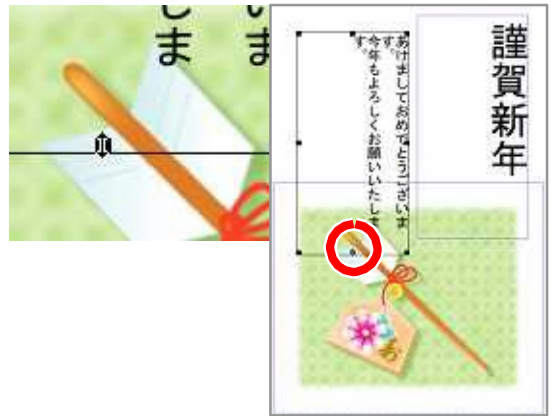 いま
しま
謹賀新年
あけましておめでとうございま
す。
今年もよろしくお願いいたしま
す。